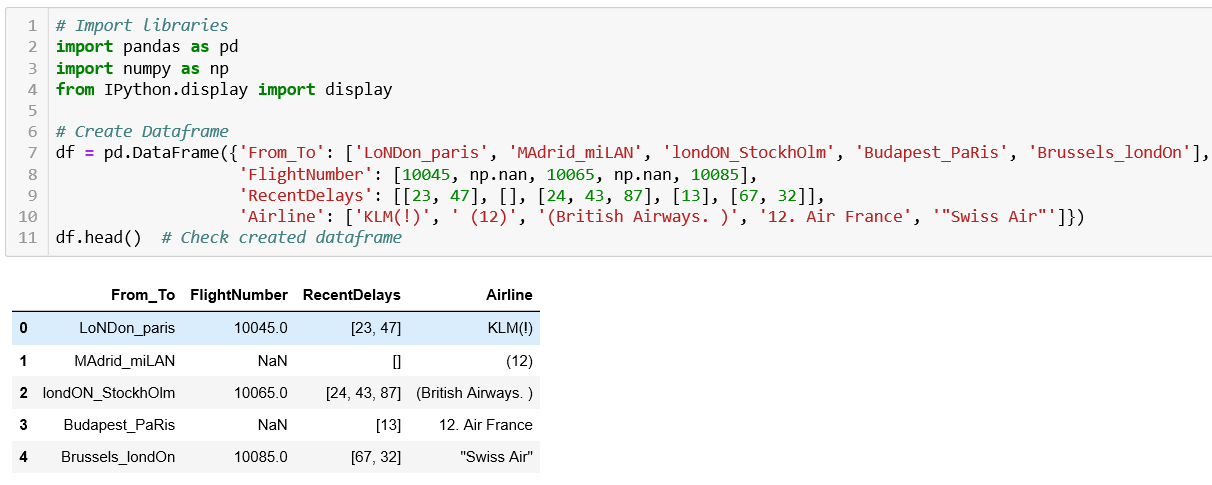 1 # Import libraries
2 import pandas as pd
3 import numpy as np
4 from IPython.display import display
5
6 # Create Dataframe
7 df = pd.DataFrame({'From_To': ['LoNDon_paris', 'MAdrid_miLAN', 'londON_StockhOlm', 'Budapest_PaRis', 'Brussels_londOn'],
8 'FlightNumber': [10045, np.nan, 10065, np.nan, 10085],
9 'RecentDelays': [[23, 47], [], [24, 43, 87], [13], [67, 32]],
10 'Airline': ['KLM(!)', ' (12)', '(British Airways. )', '12. Air France', '"Swiss Air"']})
11 df.head()  # Check created dataframe
From_To FlightNumber RecentDelays Airline
0 LoNDon_paris 10045.0 [23, 47] KLM(!)
1 MAdrid_miLAN NaN [] (12)
2 londON_StockhOlm 10065.0 [24, 43, 87] (British Airways. )
3 Budapest_PaRis NaN [13] 12. Air France
4 Brussels_londOn 10085.0 [67, 32] "Swiss Air"